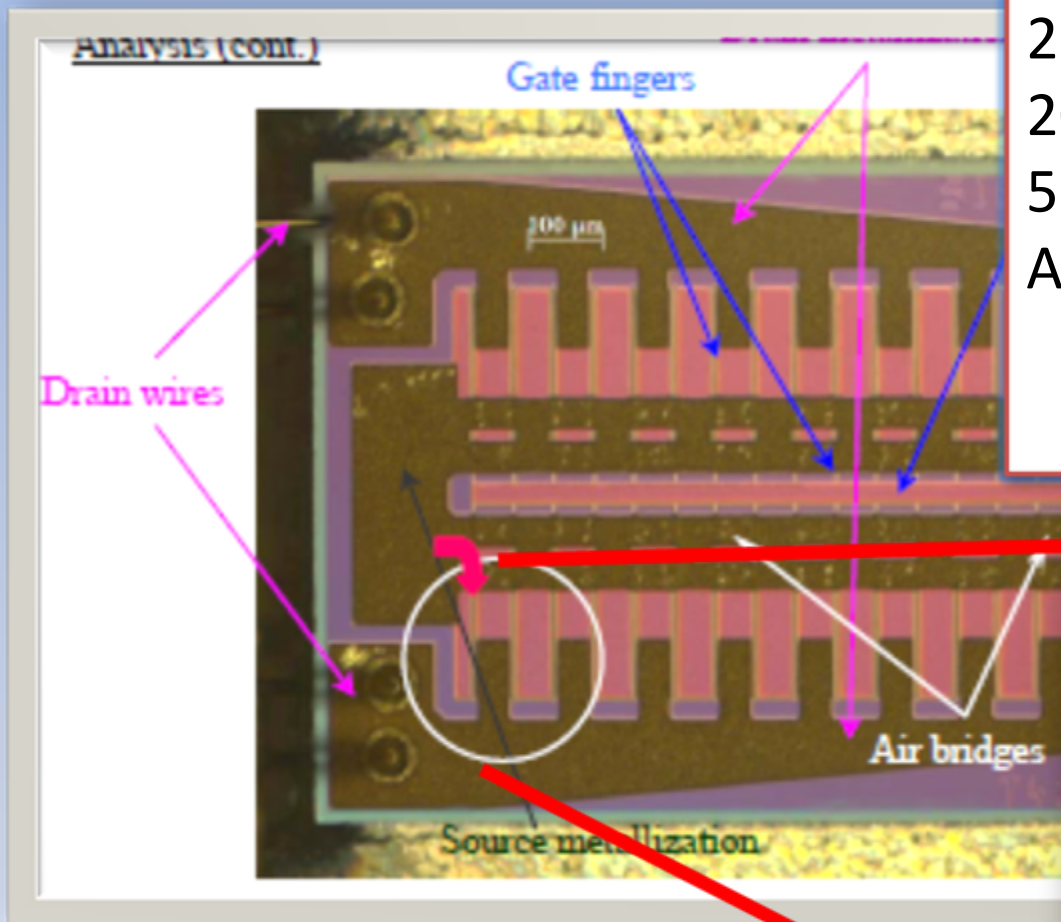 Analysis (cont.)
Gate fingers
100 µm
Drain wires
Air bridges
Source metallization
2
2
5
A